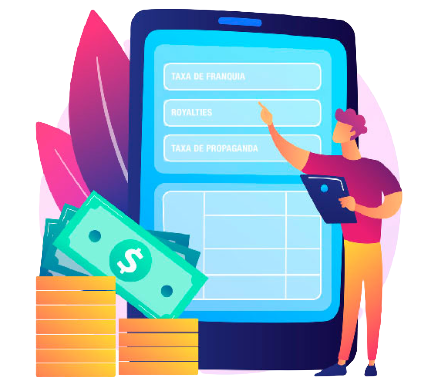 TAXA DE FRANQUIA
ROYALTIES
TAXA DE PROPAGANDA
$